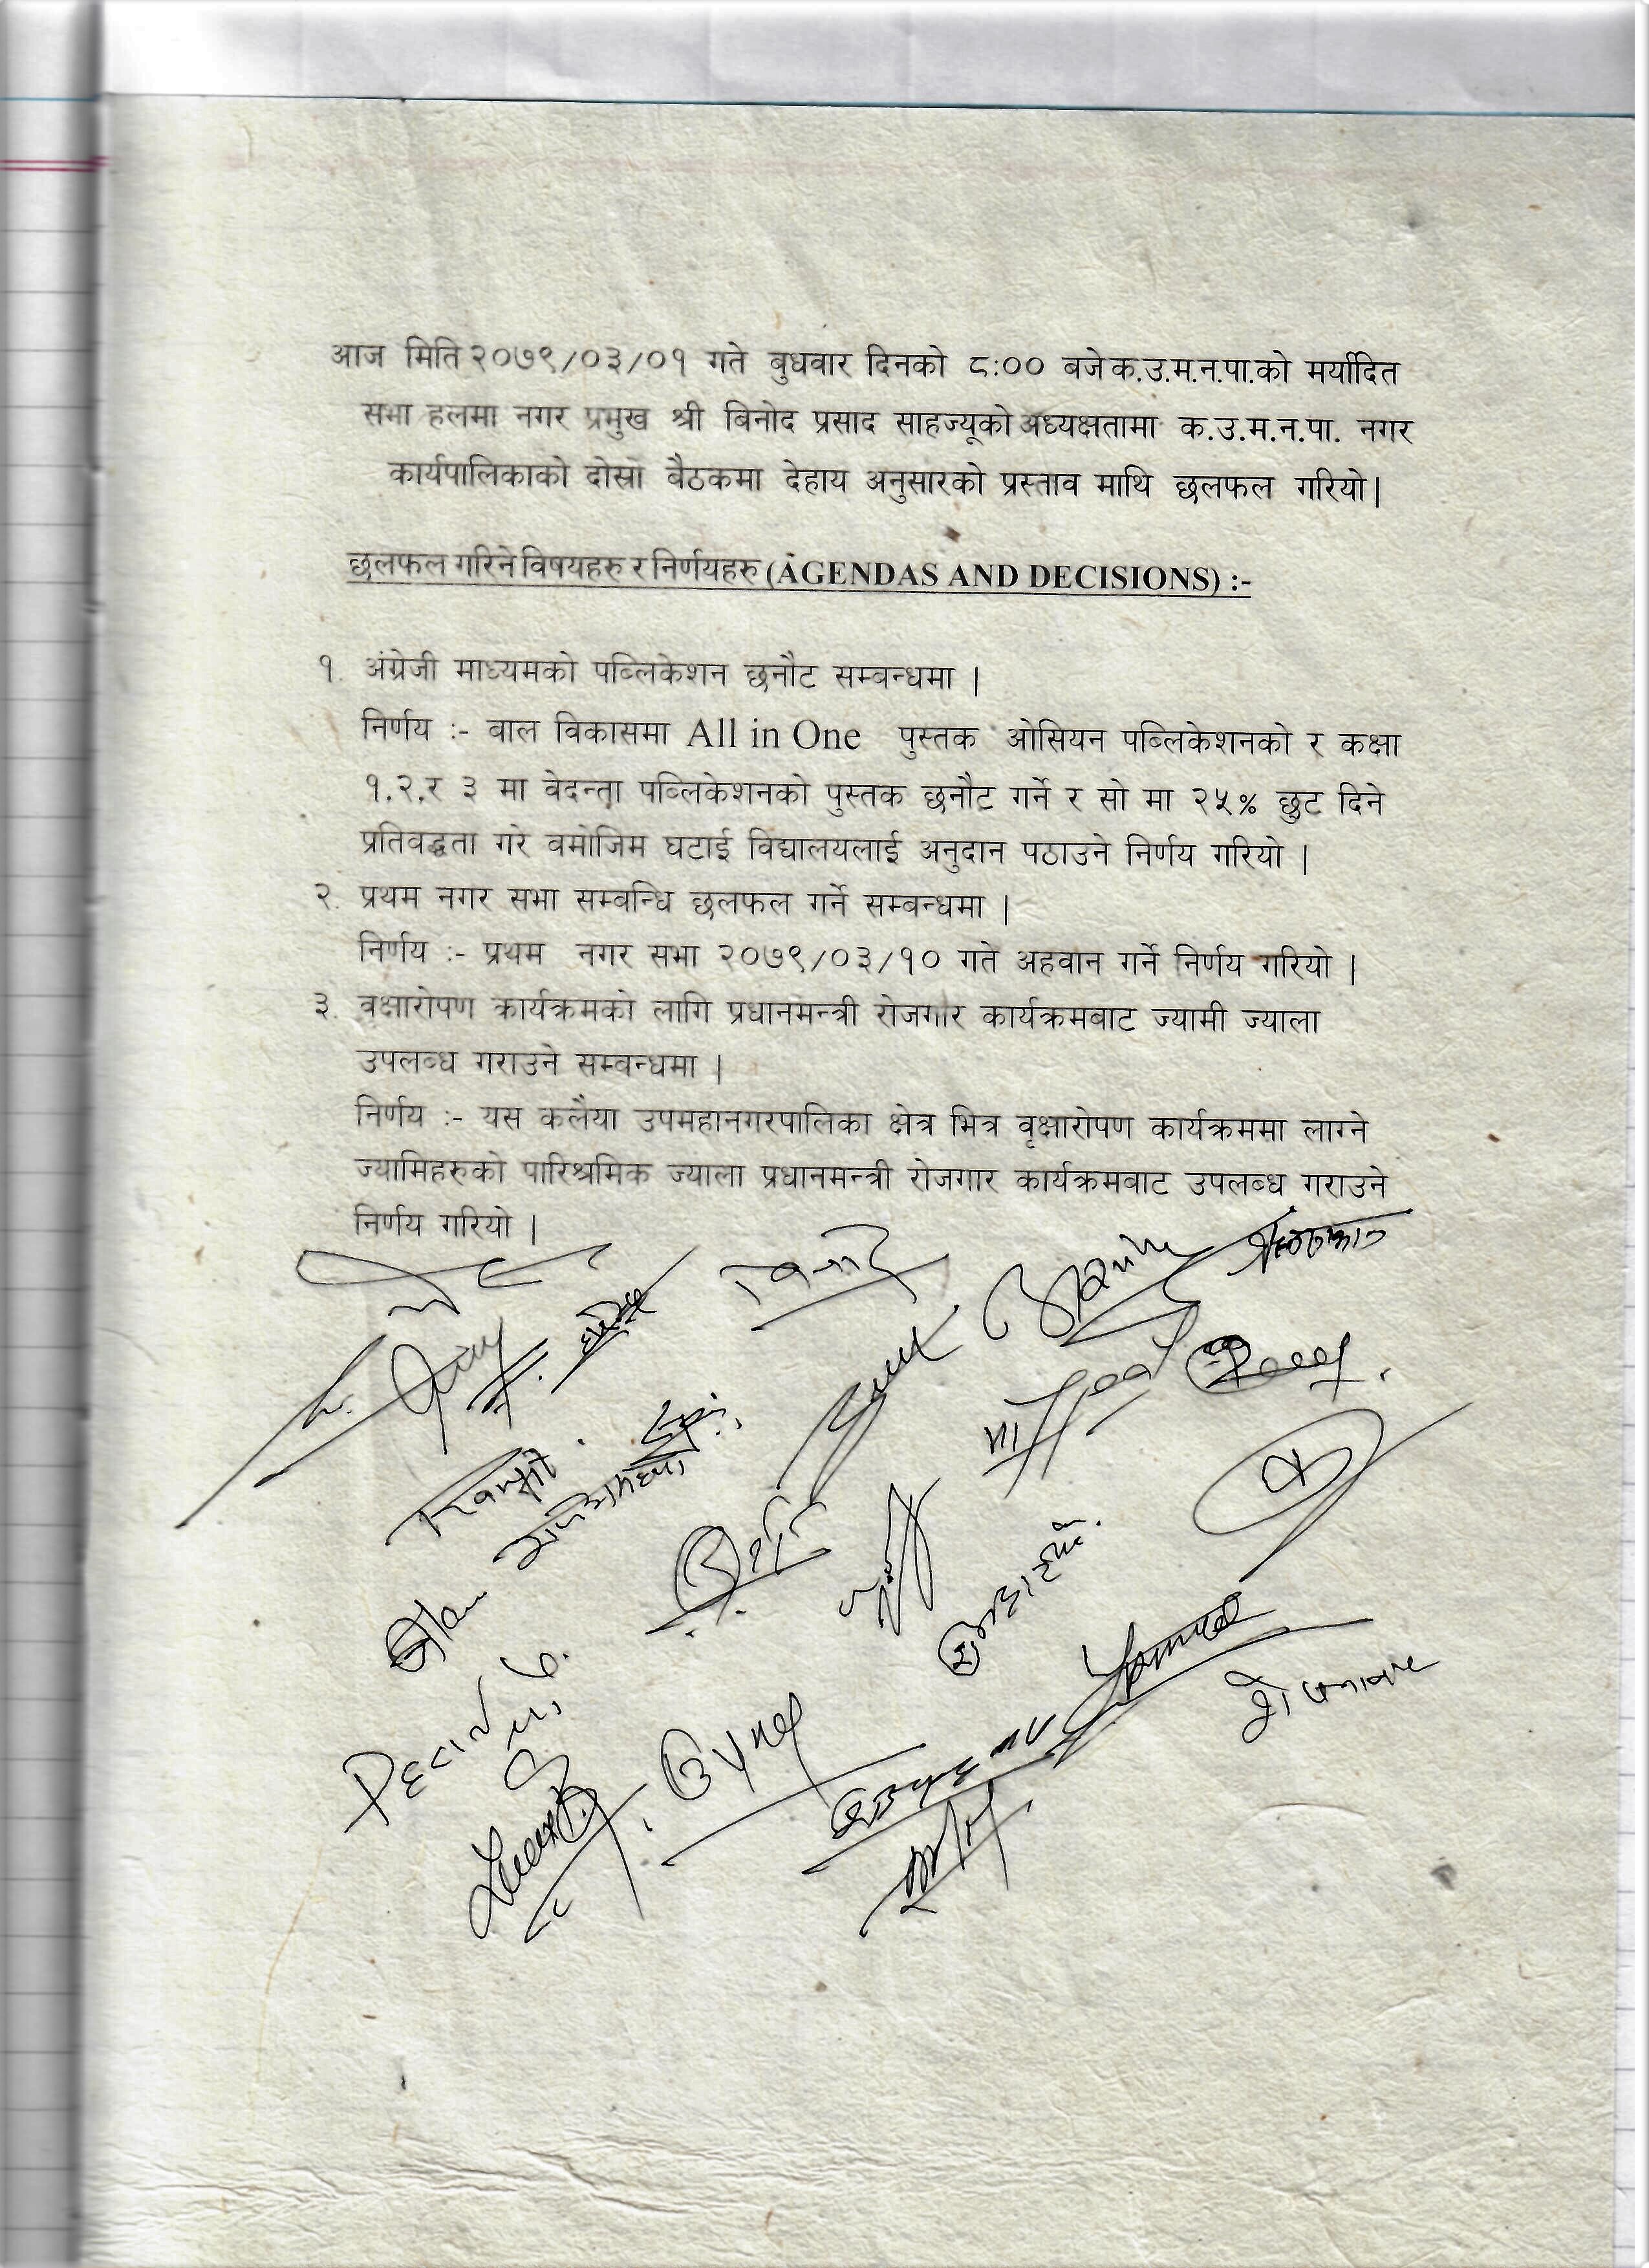 आज मिति २०७९/०३/०१ गते बुधवार दिनको ८:०० बजे क.उ.म.न.पा.को मर्यादित
सभा हलमा नगर प्रमुख श्री बिनोद प्रसाद साहज्यूको अध्यक्षतामा क.उ.म.न.पा. नगर
कार्यपालिकाको दोस्रो बैठकमा देहाय अनुसारको प्रस्ताव माथि छलफल गरियो|
छलफल गरिने विषयहरु र निर्णयहरु (AGENDAS AND DECISIONS) :-
१. अंग्रेजी माध्यमको पब्लिकेशन छनौट सम्बन्धमा |
निर्णय :- बाल विकासमा All in One पुस्तक ओसियन पब्लिकेशनको र कक्षा
१,२,र ३ मा वेदन्ता पब्लिकेशनको पुस्तक छनौट गर्ने र सो मा २५% छुट दिने
प्रतिवद्धता गरे वमोजिम घटाई विद्यालयलाई अनुदान पठाउने निर्णय गरियो |
२. प्रथम नगर सभा सम्बन्धि छलफल गर्ने सम्बन्धमा |
निर्णय :- प्रथम नगर सभा २०७९/०३/१० गते अहवान गर्ने निर्णय गरियो |
३. वक्षारोपण कार्यक्रमको लागि प्रधानमन्त्री रोजगार कार्यक्रमबाट ज्यामी ज्याला
उपलब्ध गराउने सम्वन्धमा |
निर्णय :- यस कलैया उपमहानगरपालिका क्षेत्र भित्र वृक्षारोपण कार्यक्रममा लाग्ने
ज्यामिहरुको पारिश्रमिक ज्याला प्रधानमन्त्री रोजगार कार्यक्रमबाट उपलब्ध गराउने
निर्णय गरियो |